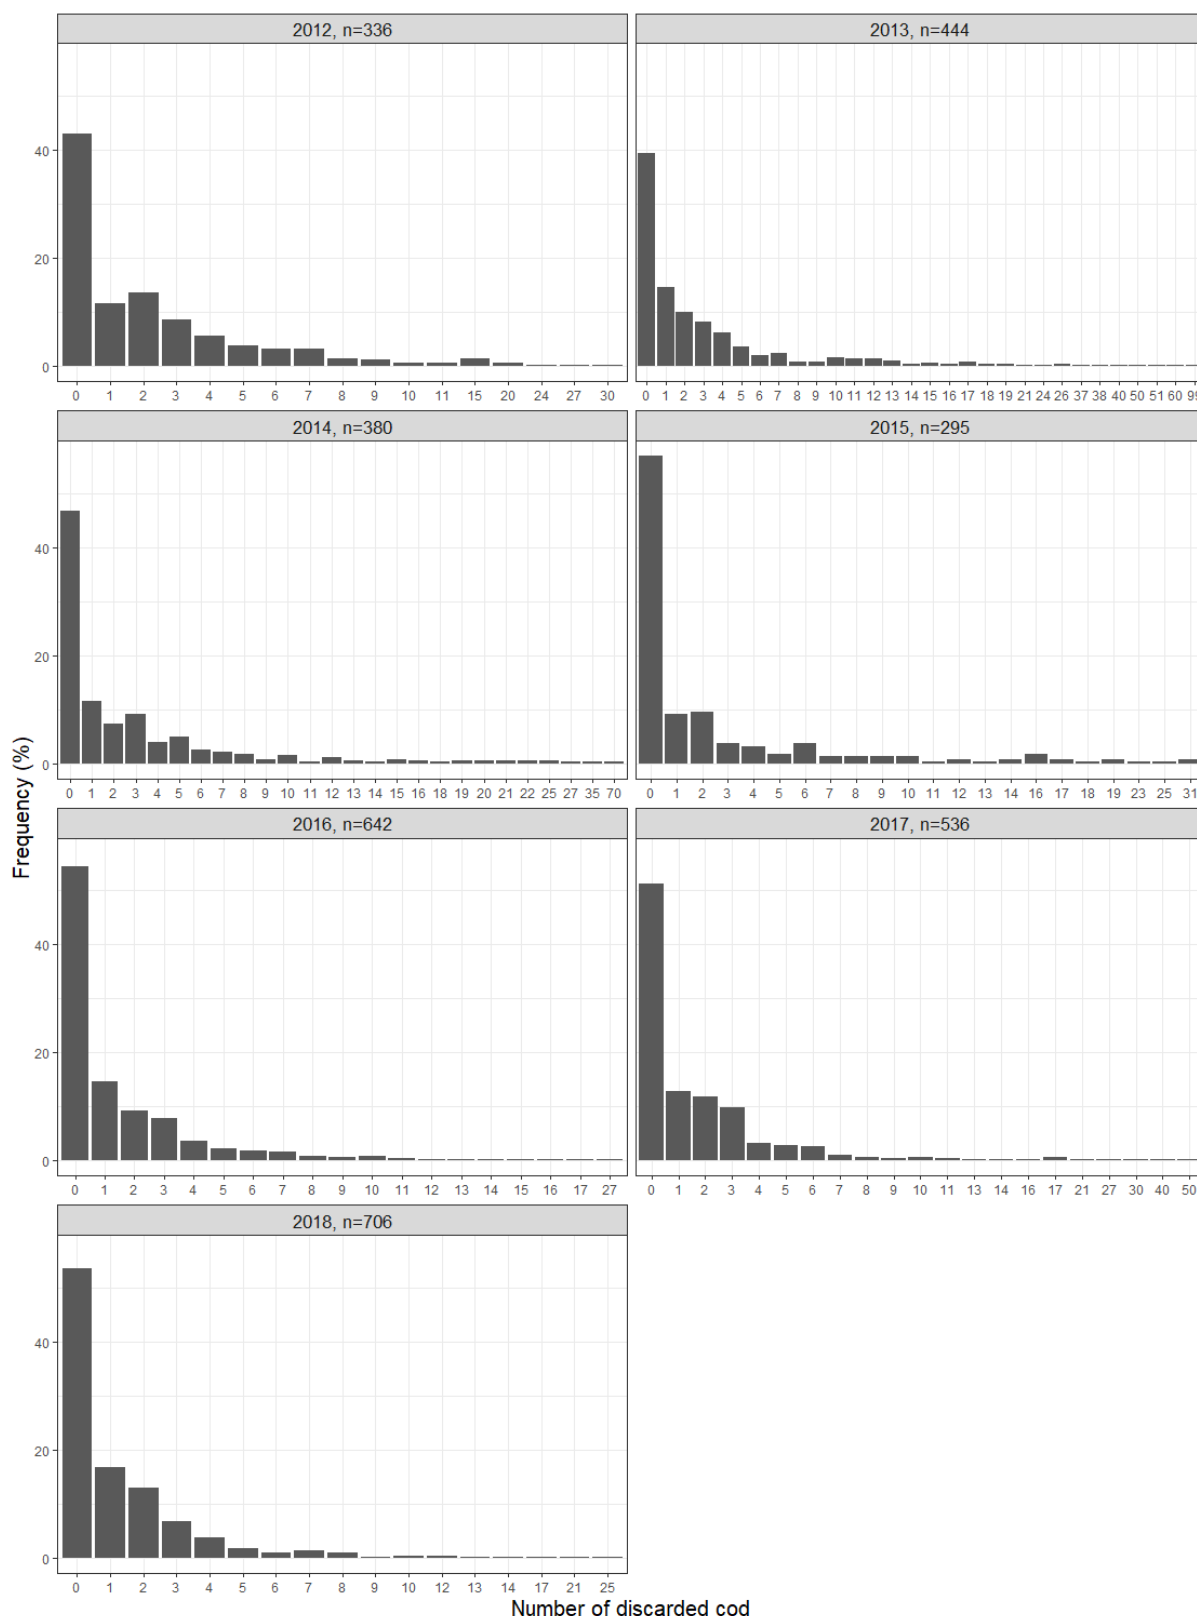 2012, n=336
2013, n=444
40
20
0
0 1 2 3 4 5 6 7 8 9 10 11 15 20 24 27 30
0 1 2 3 4 5 6 7 8 9 10 11 12 13 14 15 16 17 18 19 21 24 26 37 38 40 50 51 60 99
2014, n=380
2015, n=295
40
20
0
0 1 2 3 4 5 6 7 8 9 10 11 12 13 14 15 16 18 19 20 21 22 25 27 35 70
0 1 2 3 4 5 6 7 8 9 10 11 12 13 14 16 17 18 19 23 25 31
2016, n=642
2017, n=536
40
20
0
0 1 2 3 4 5 6 7 8 9 10 11 12 13 14 15 16 17 27
0 1 2 3 4 5 6 7 8 9 10 11 13 14 16 17 21 27 30 40 50
2018, n=706
40
20
0
0 1 2 3 4 5 6 7 8 9 10 12 13 14 17 21 25
Frequency (%)
Number of discarded cod